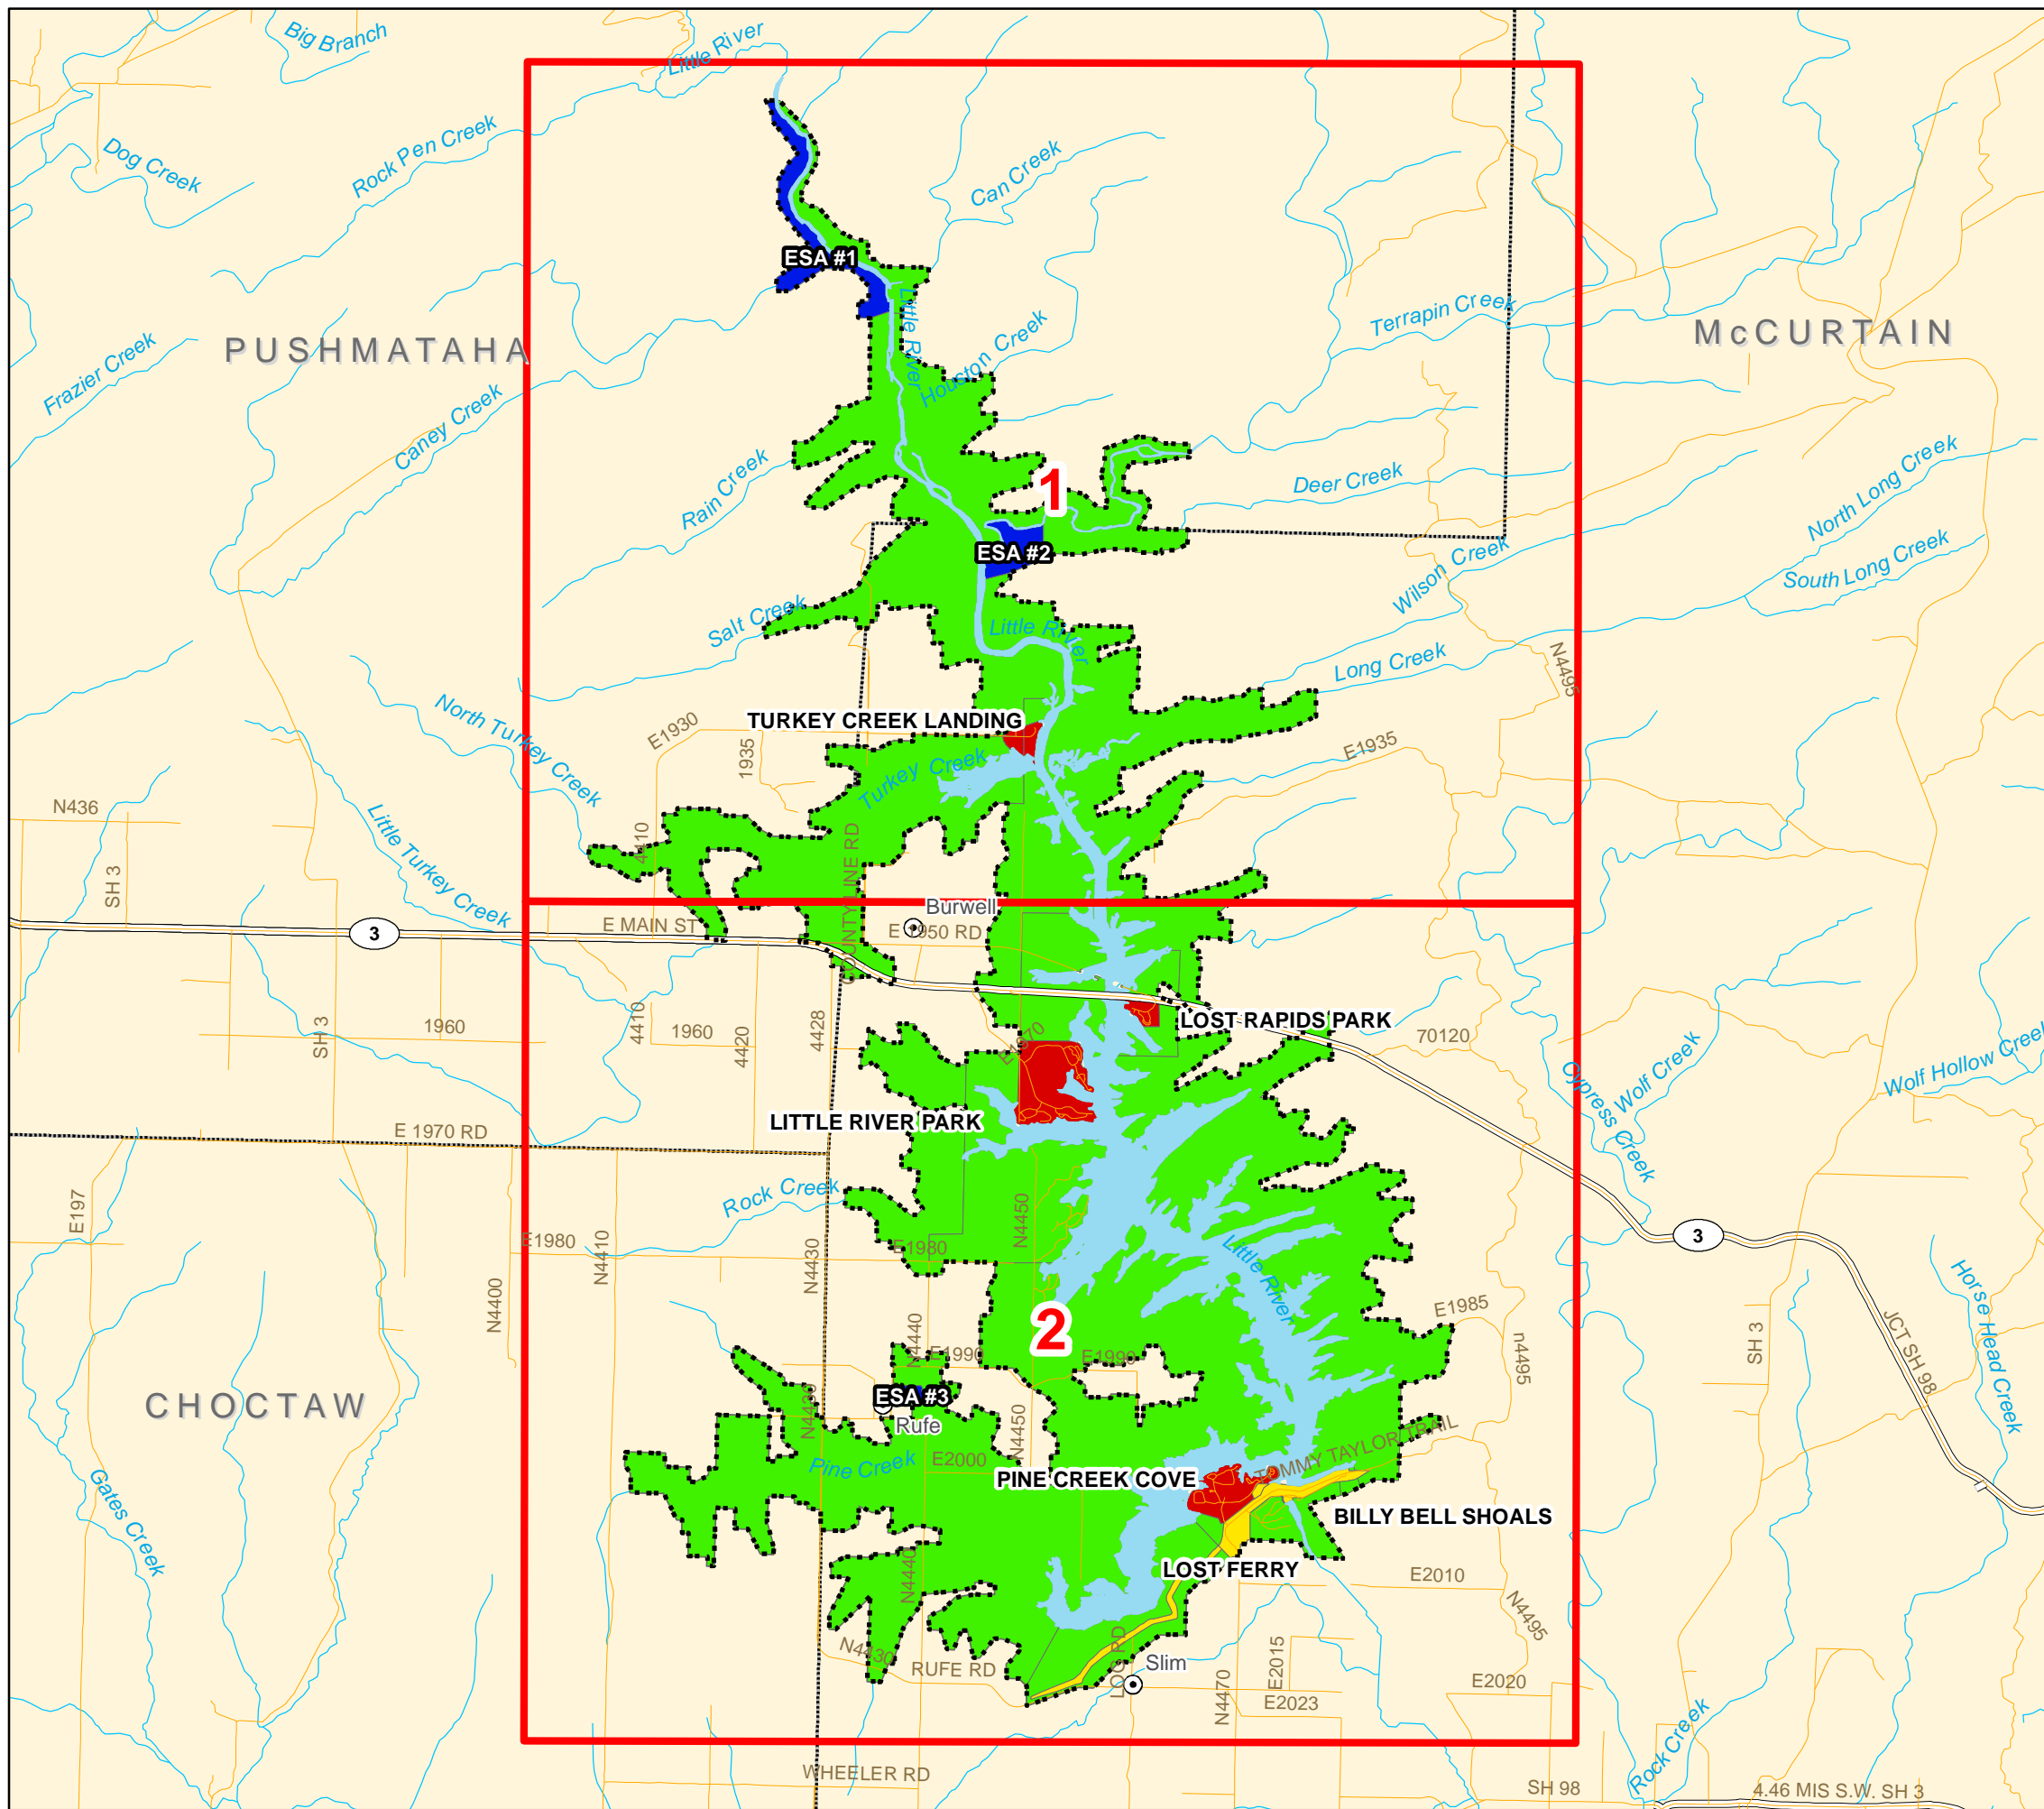 Big Branch
Little River
Dog Creek
Rock Pen Creek
Can Creek
ESA #1
Little River
Terrapin Creek
PUSHMATAHA
McCURTAIN
Frazier Creek
Houston Creek
Caney Creek
Rain Creek
1
Deer Creek
North Long Creek
ESA #2
Wilson Creek
South Long Creek
Salt Creek
Little River
Long Creek
N4495
North Turkey Creek
E1930
TURKEY CREEK LANDING
1935
E1935
Turkey Creek
N436
Little Turkey Creek
4410
COUNTY LINE RD
SH 3
Burwell
3
E MAIN ST
E 1950 RD
SH 3
1960
4410
1960
4420
4428
E1970
LOST RAPIDS PARK
70120
Cypress Creek
Wolf Creek
Wolf Hollow Creek
LITTLE RIVER PARK
E 1970 RD
E197
Rock Creek
N4450
E1980
N4410
N4430
E1980
Little River
3
N4400
Horse Head Creek
N4440
2
E1985
n4495
SH 3
JCT SH 98
E1990
E1990
CHOCTAW
ESA #3
N4430
Rufe
N4450
Pine Creek
E2000
PINE CREEK COVE
TOMMY TAYLOR TRAIL
BILLY BELL SHOALS
Gates Creek
N4440
LOST FERRY
E2010
N4495
N4430
RUFE RD
Slim
N4470
E2015
E2023
E2020
Rock Creek
WHEELER RD
SH 98
4.46 MIS S.W. SH 3